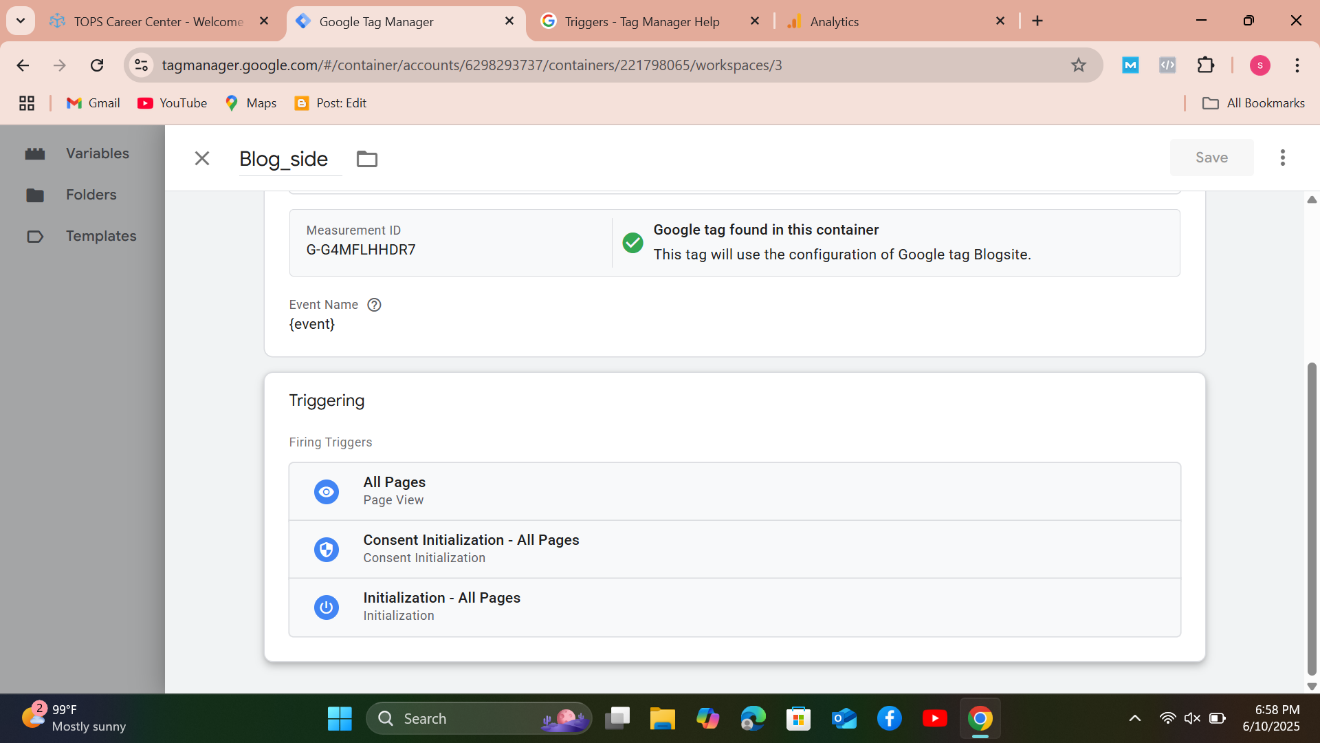 TOPS Career Center - Welcome
Google Tag Manager
Triggers - Tag Manager Help
Analytics
tagmanager.google.com/#/container/accounts/6298293737/containers/221798065/workspaces/3
S
Gmail
YouTube
Maps
Post: Edit
All Bookmarks
Variables
Folders
Templates
Blog_side
Save
Measurement ID
G-G4MFLHHDR7
Google tag found in this container
This tag will use the configuration of Google tag Blogsite.
Event Name
{event}
Triggering
Firing Triggers
All Pages
Page View
Consent Initialization - All Pages
Consent Initialization
Initialization - All Pages
Initialization
2
99°F
Mostly sunny
Search
6:58 PM
6/10/2025